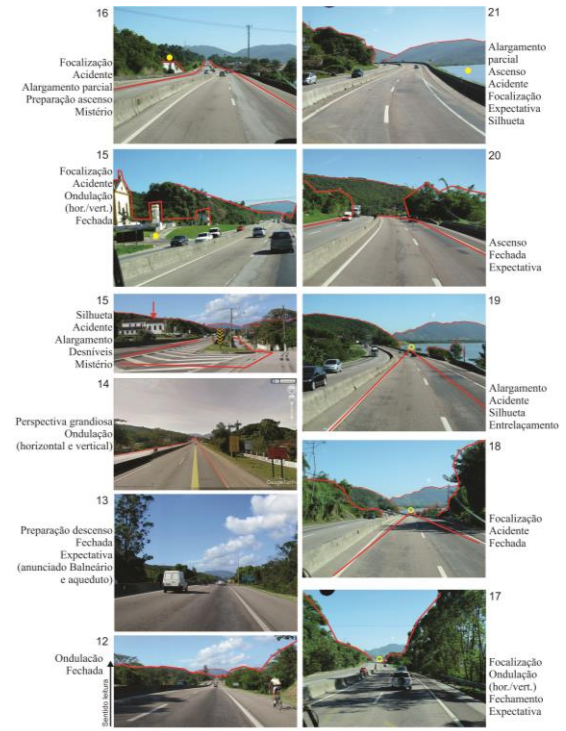 16
Focalização
Acidente
Alargamento parcial
Preparação ascenso
Mistério
15
Focalização
Acidente
Ondulação
(hor./vert.)
Fechada
15
Silhueta
Acidente
Alargamento
Desníveis
Mistério
14
Perspectiva grandiosa
Ondulação
(horizontal e vertical)
13
Preparação descenso
Fechada
Expectativa
(anunciado Balneário
e aqueduto)
12
Ondulacão
Fechada
Sentido leitura
21
Alargamento
parcial
Ascenso
Acidente
Focalização
Expectativa
Silhueta
20
Ascenso
Fechada
Expectativa
19
Alargamento
Acidente
Silhueta
Entrelaçamento
18
Focalização
Acidente
Fechada
17
Focalização
Ondulação
(hor./vert.)
Fechamento
Expectativa